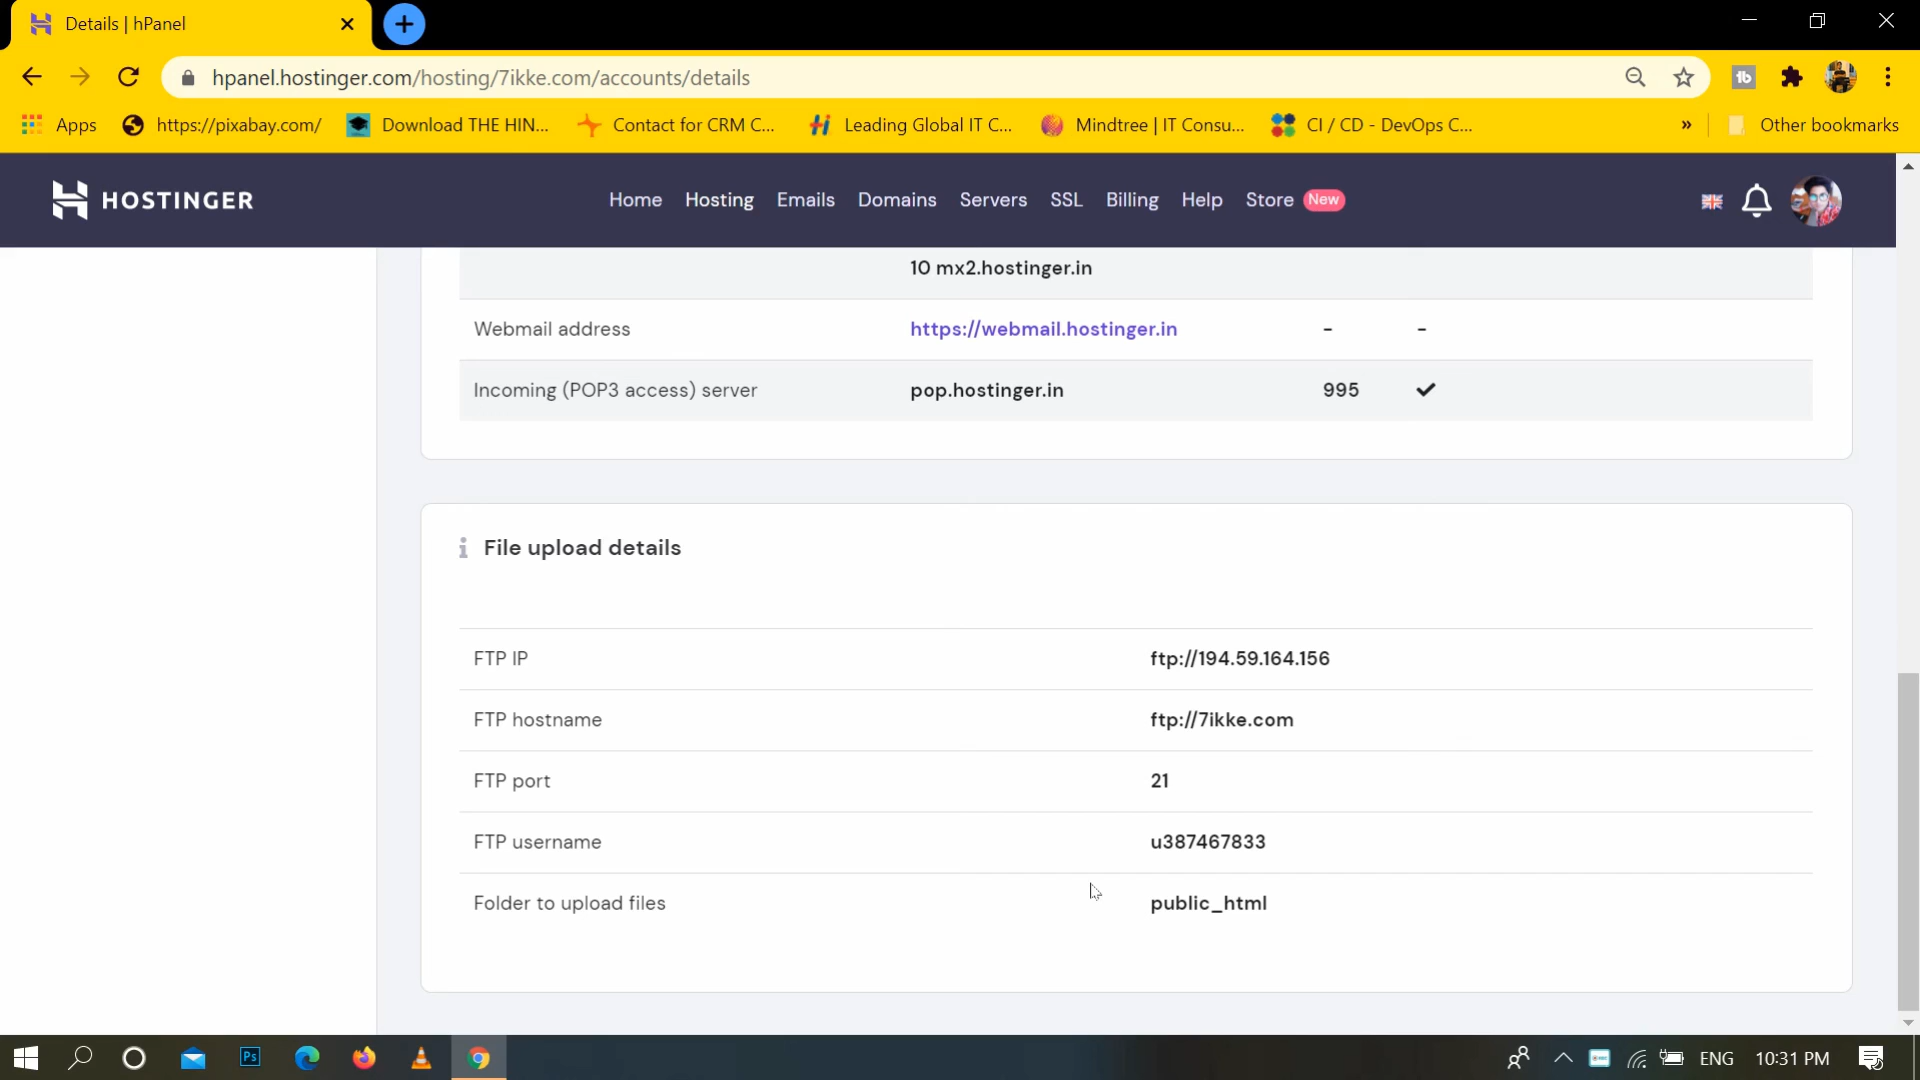 Details | hPanel
hpanel.hostinger.com/hosting/7ikke.com/accounts/details
Apps https://pixabay.com/ Download THE HIN... Contact for CRM C... Leading Global IT C... Mindtree | IT Consu... CI / CD - DevOps C... » Other bookmarks
HOSTINGER Home Hosting Emails Domains Servers SSL Billing Help Store New
10 mx2.hostinger.in
Webmail address https://webmail.hostinger.in - -
Incoming (POP3 access) server pop.hostinger.in 995
File upload details
FTP IP ftp://194.59.164.156
FTP hostname ftp://7ikke.com
FTP port 21
FTP username u387467833
Folder to upload files public_html
Ps ENG 10:31 PM